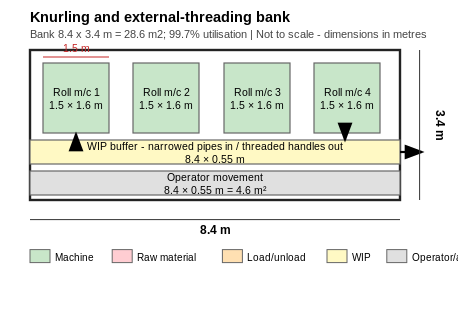 Knurling and external-threading bank
Bank 8.4 x 3.4 m = 28.6 m2; 99.7% utilisation | Not to scale - dimensions in metres
1.5 m
Roll m/c 1
1.5 × 1.6 m
Roll m/c 2
1.5 × 1.6 m
Roll m/c 3
1.5 × 1.6 m
Roll m/c 4
1.5 × 1.6 m
3.4 m
WIP buffer - narrowed pipes in / threaded handles out
8.4 × 0.55 m
Operator movement
8.4 × 0.55 m = 4.6 m²
8.4 m
Machine
Raw material
Load/unload
WIP
Operator/